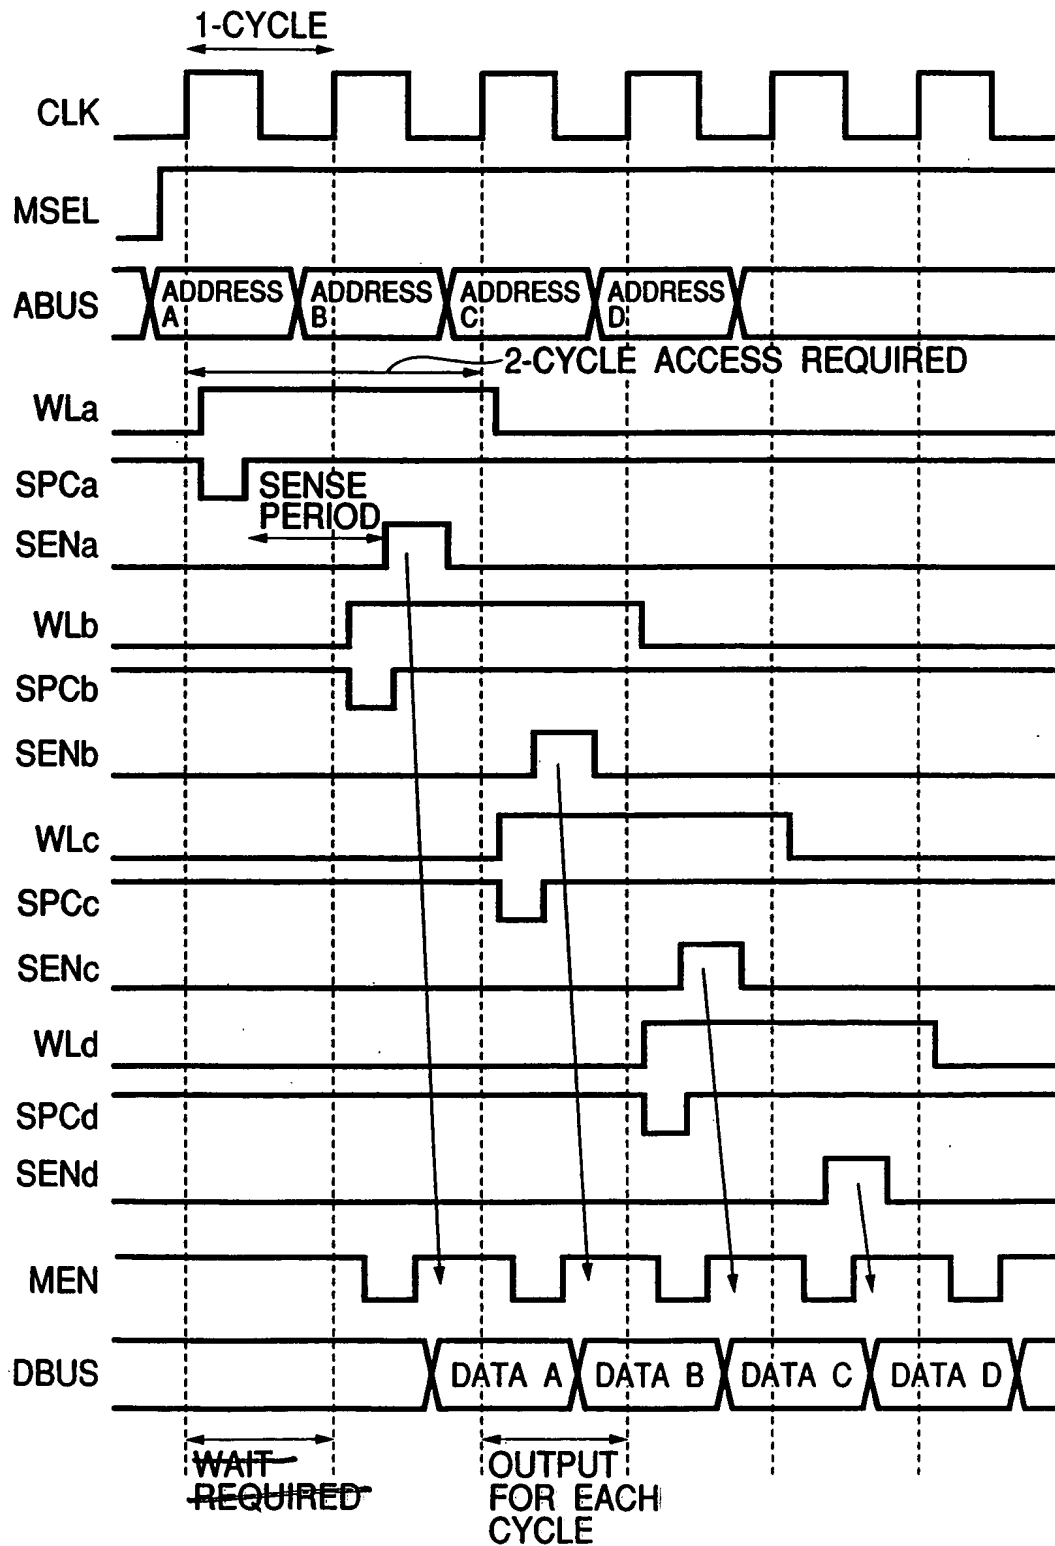 1-CYCLE
CLK
MSEL
ABUS
ADDRESS A
ADDRESS B
ADDRESS C
ADDRESS D
2-CYCLE ACCESS REQUIRED
WLa
SPCa
SENSE
PERIOD
SENa
WLb
SPCb
SENb
WLc
SPCc
SENc
WLd
SPCd
SENd
MEN
DBUS
DATA A
DATA B
DATA C
DATA D
WAIT
REQUIRED
OUTPUT
FOR EACH
CYCLE